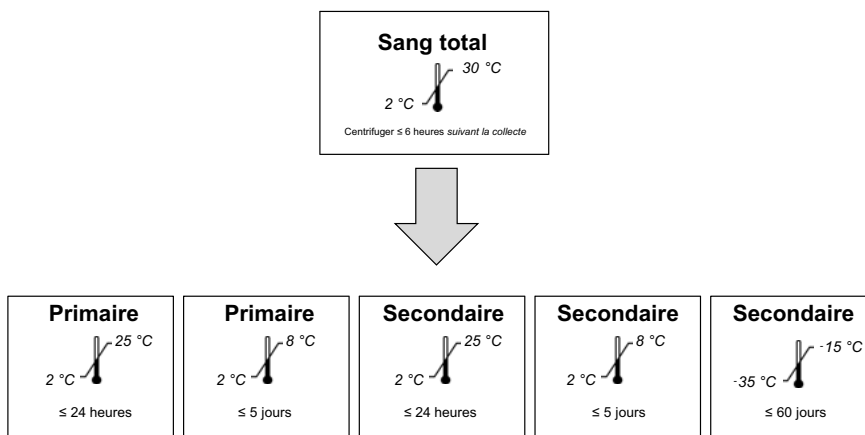 Sang total
30 °C
2 °C
Centrifuger ≤ 6 heures suivant la collecte
Primaire
25 °C
2 °C
≤ 24 heures
Primaire
8 °C
2 °C
≤ 5 jours
Secondaire
25 °C
2 °C
≤ 24 heures
Secondaire
8 °C
2 °C
≤ 5 jours
Secondaire
-15 °C
-35 °C
≤ 60 jours